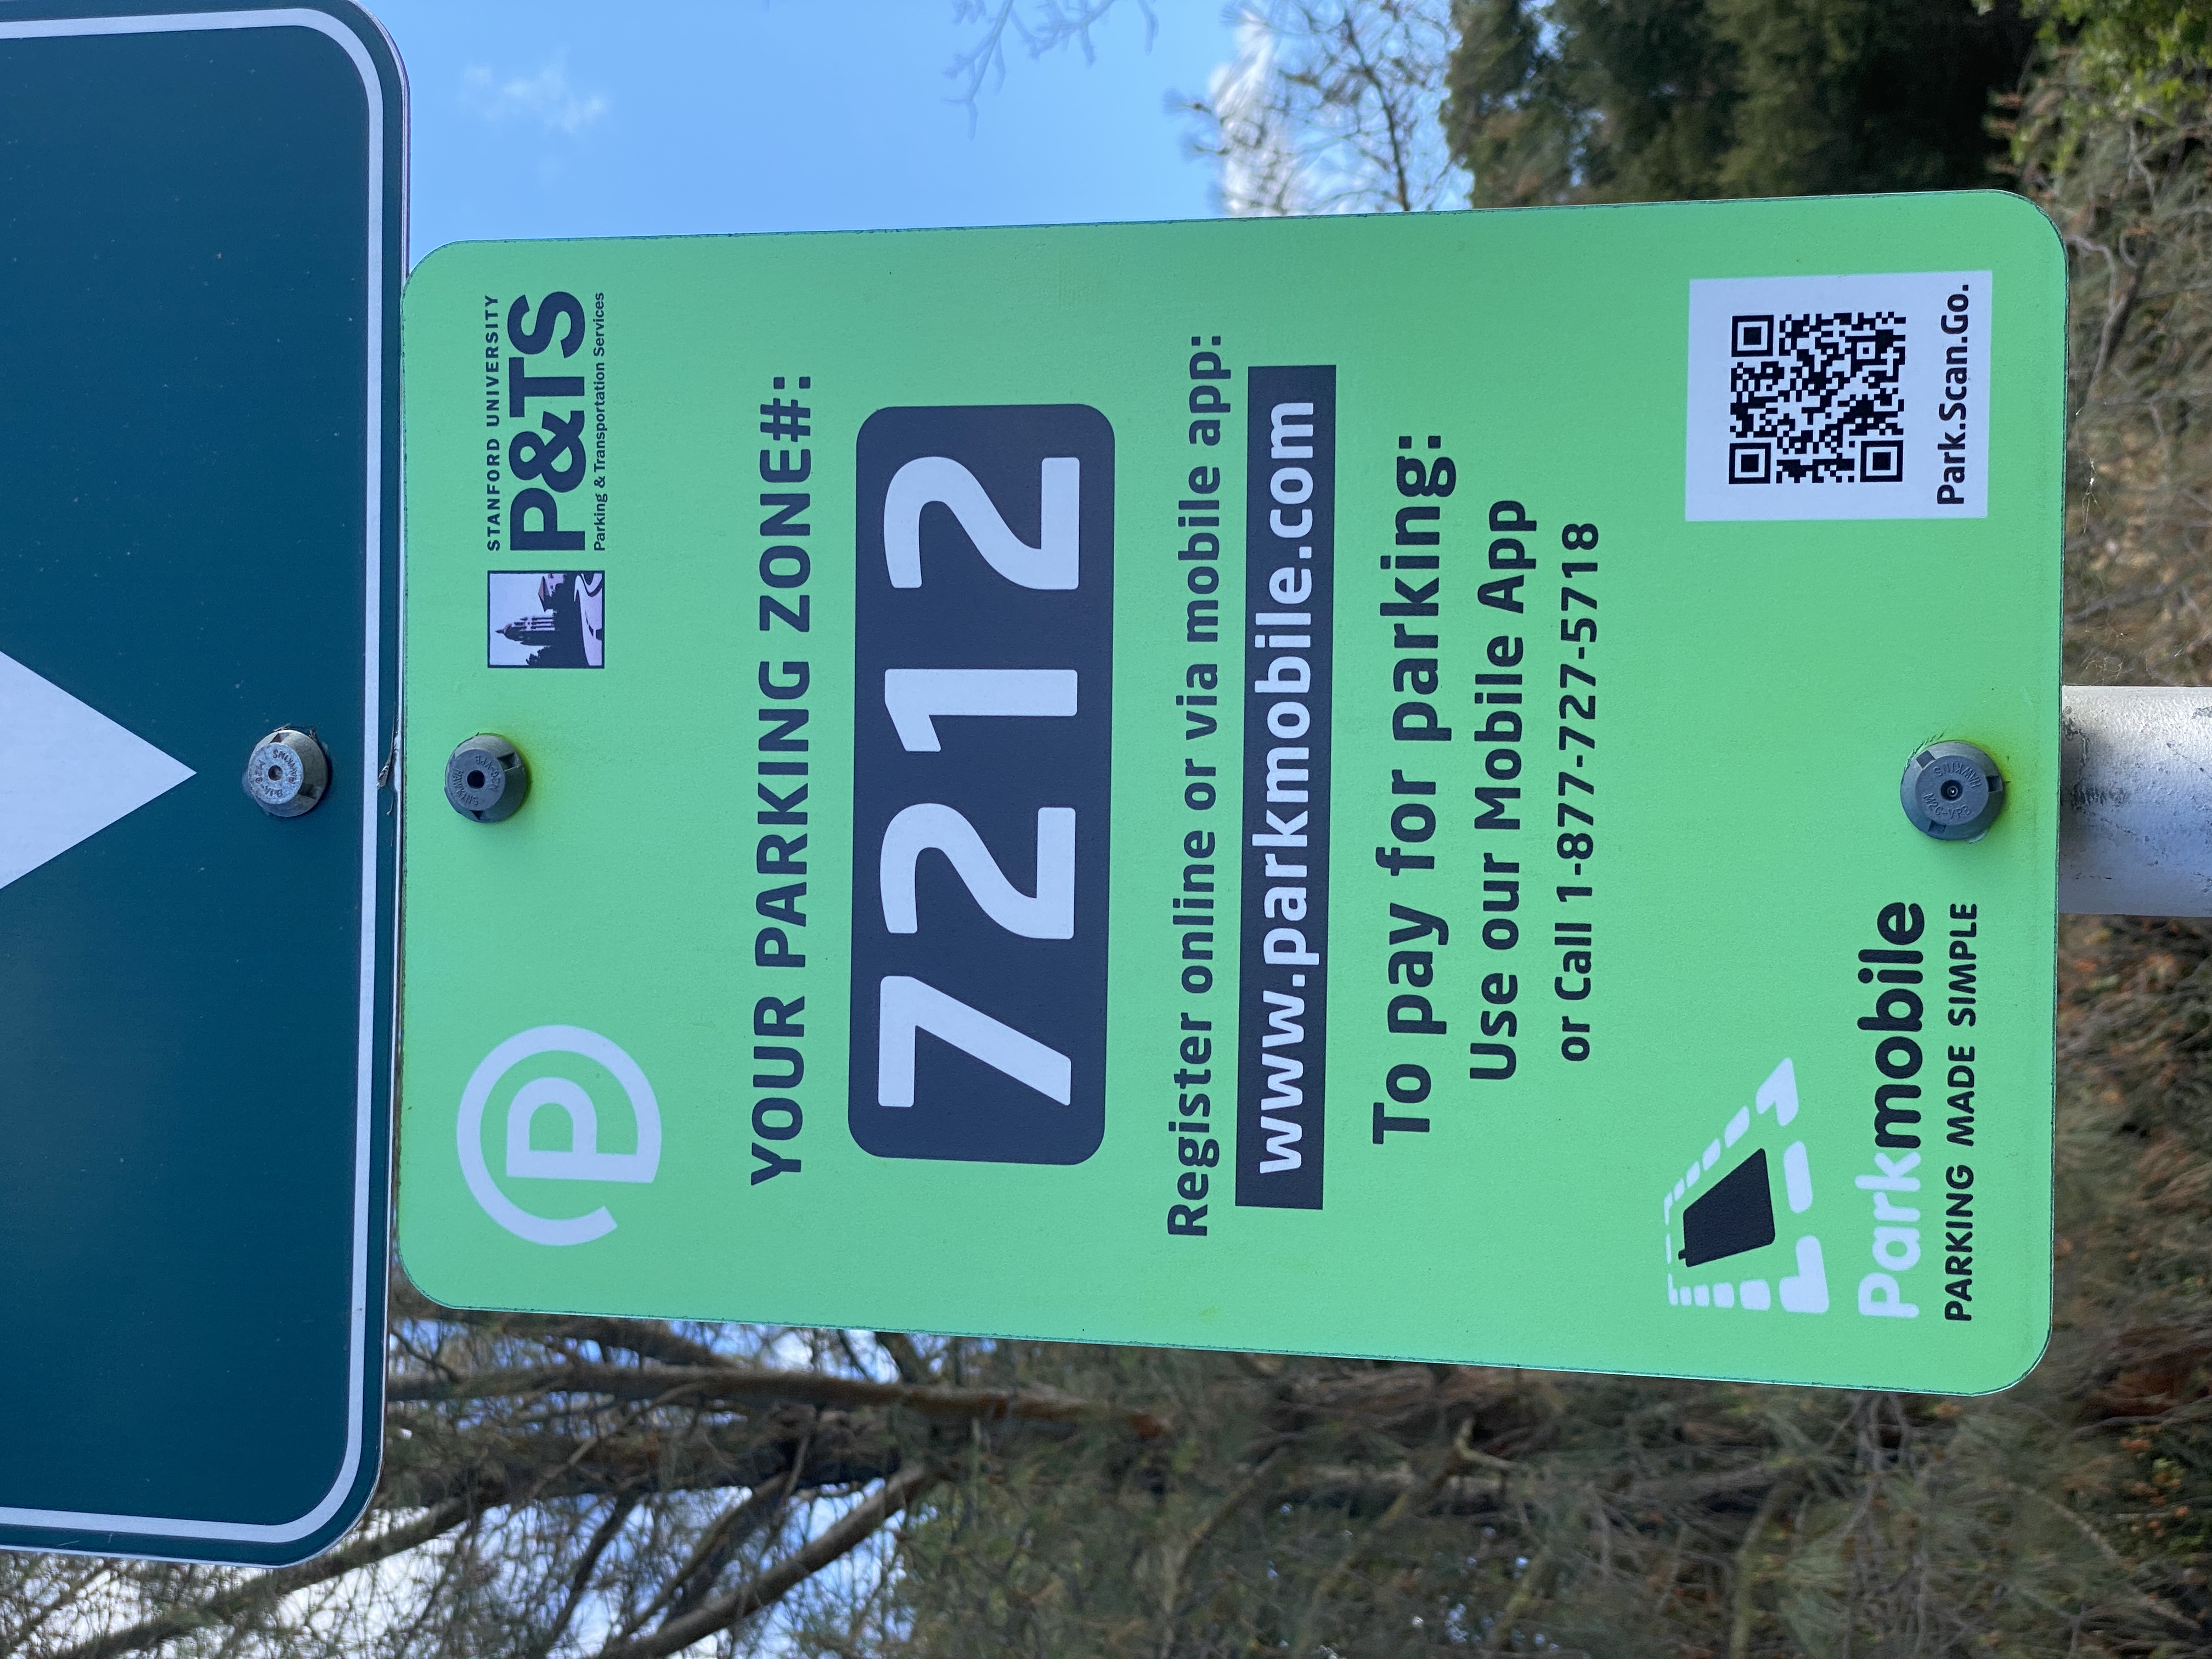 STANFORD UNIVERSITY
P&TS
Parking & Transportation Services
P
YOUR PARKING ZONE#:
7212
Register online or via mobile app:
www.parkmobile.com
To pay for parking:
Use our Mobile App
or Call 1-877-727-5718
Parkmobile
PARKING MADE SIMPLE
Park.Scan.Go.